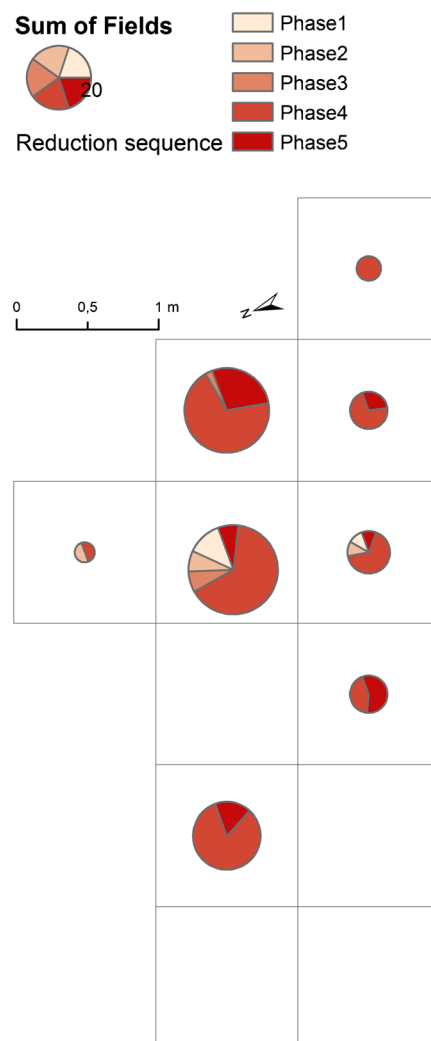 Sum of Fields
20
Reduction sequence
Phase1
Phase2
Phase3
Phase4
Phase5
0 0,5 1 m
N